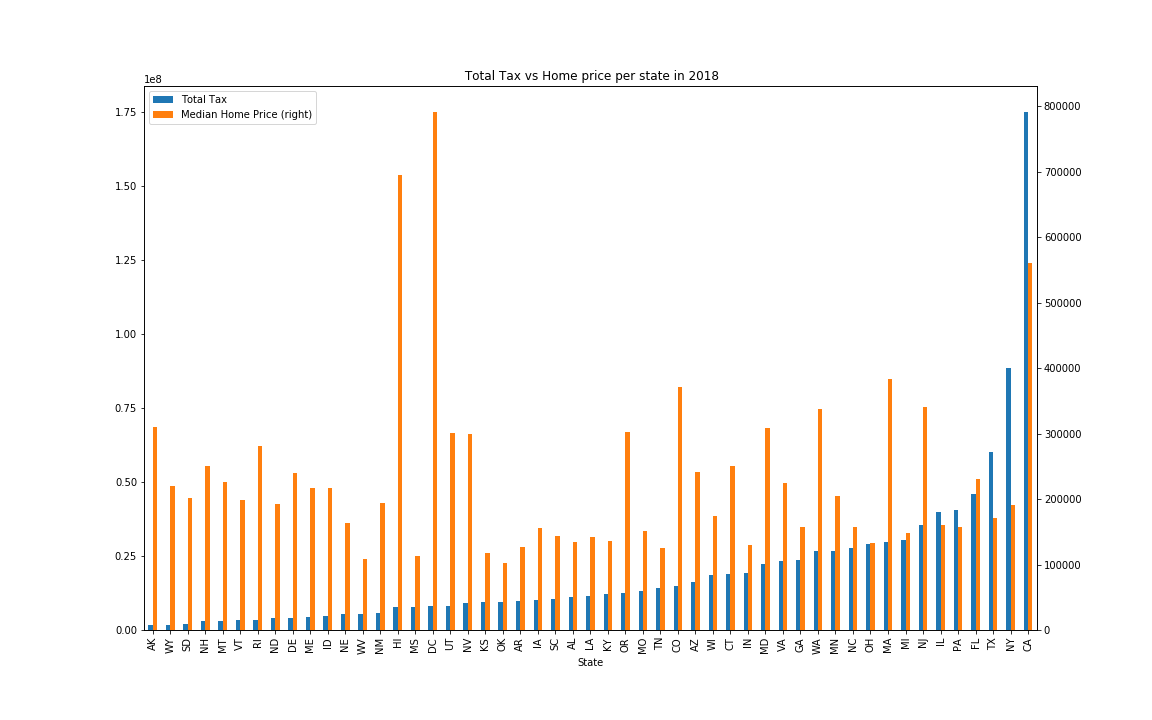 Total Tax vs Home price per state in 2018
1e8
Total Tax
Median Home Price (right)
1.75
1.50
1.25
1.00
0.75
0.50
0.25
0.00
800000
700000
600000
500000
400000
300000
200000
100000
0
AK WY SD NH MT VT RI ND DE ME ID NE WV NM HI MS DC UT NV KS OK AR IA SC AL LA KY OR MO TN CO AZ WI CT IN MD VA GA WA MN NC OH MA MI NJ IL PA FL TX NY CA
State